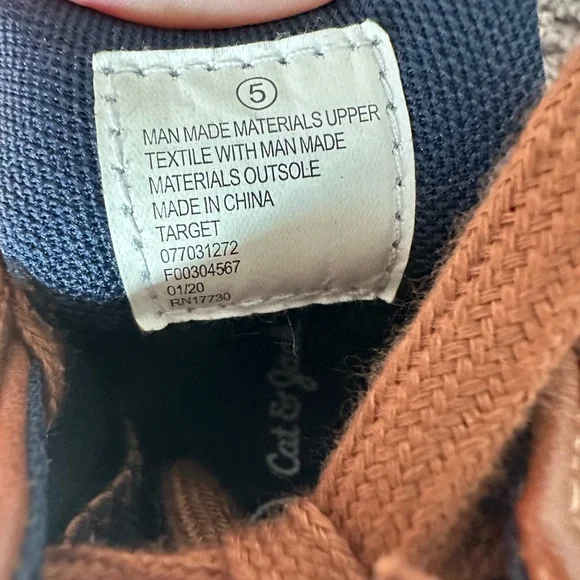 5
MAN MADE MATERIALS UPPER
TEXTILE WITH MAN MADE
MATERIALS OUTSOLE
MADE IN CHINA
TARGET
077031272
F00304567
01/20
RN17730
Cat &